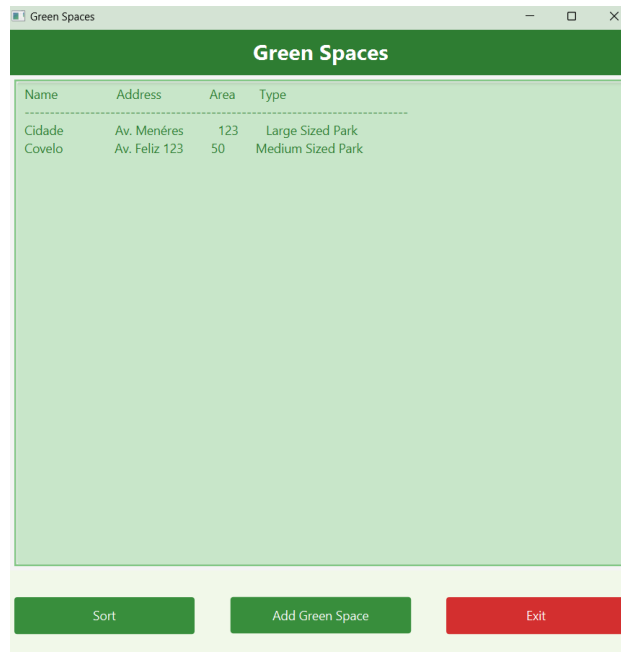 Green Spaces
Green Spaces
Name Address Area Type
--------------------------------------------------------------------------------
Cidade Av. Menéres 123 Large Sized Park
Covelo Av. Feliz 123 50 Medium Sized Park
Sort Add Green Space Exit